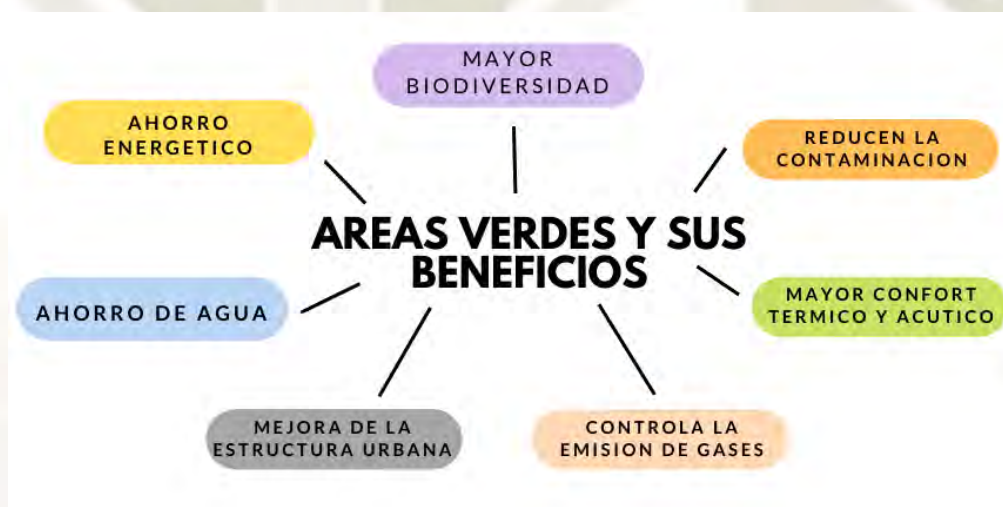 MAYOR
BIODIVERSIDAD
AHORRO
ENERGETICO
REDUCEN LA
CONTAMINACION
AREAS VERDES Y SUS
BENEFICIOS
AHORRO DE AGUA
MAYOR CONFORT
TERMICO Y ACUTICO
MEJORA DE LA
ESTRUCTURA URBANA
CONTROLA LA
EMISION DE GASES